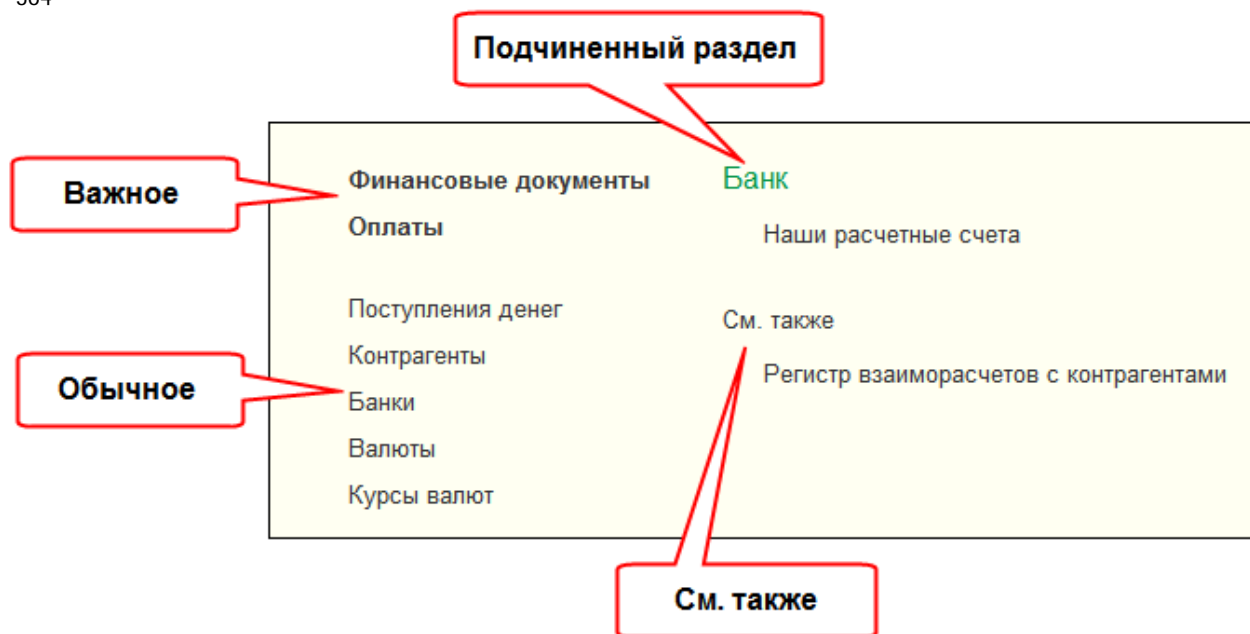 Подчиненный раздел
Важное
Финансовые документы
Оплаты
Банк
Наши расчетные счета
Обычное
Поступления денег
Контрагенты
Банки
Валюты
Курсы валют
См. также
Регистр взаиморасчетов с контрагентами
См. также